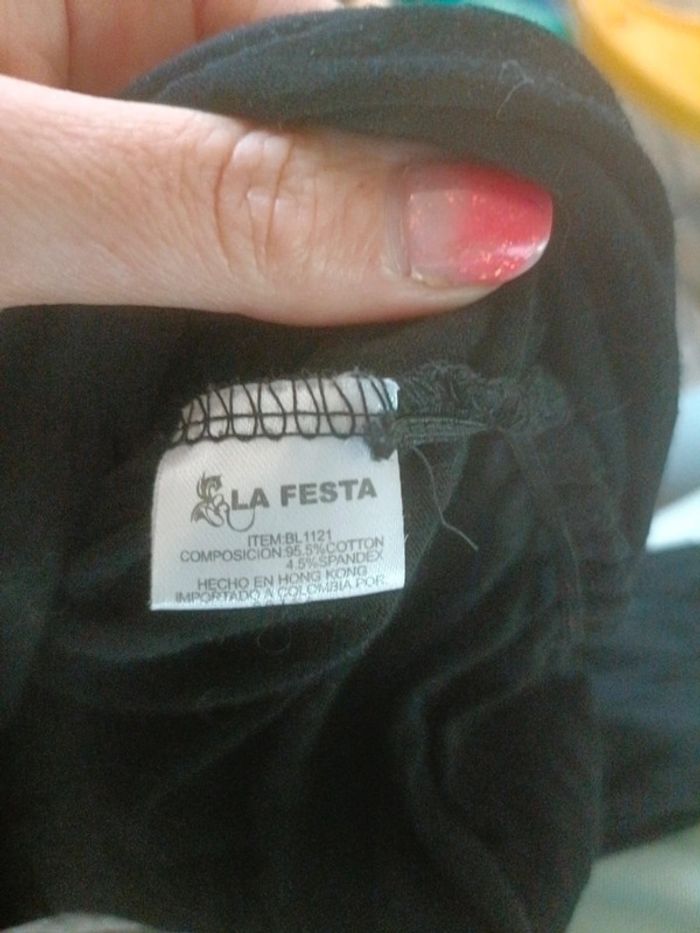 LA FESTA
ITEM:BL1121
COMPOSICION:95.5%COTTON
4.5%SPANDEX
HECHO EN HONG KONG
IMPORTADO A COLOMBIA POR: